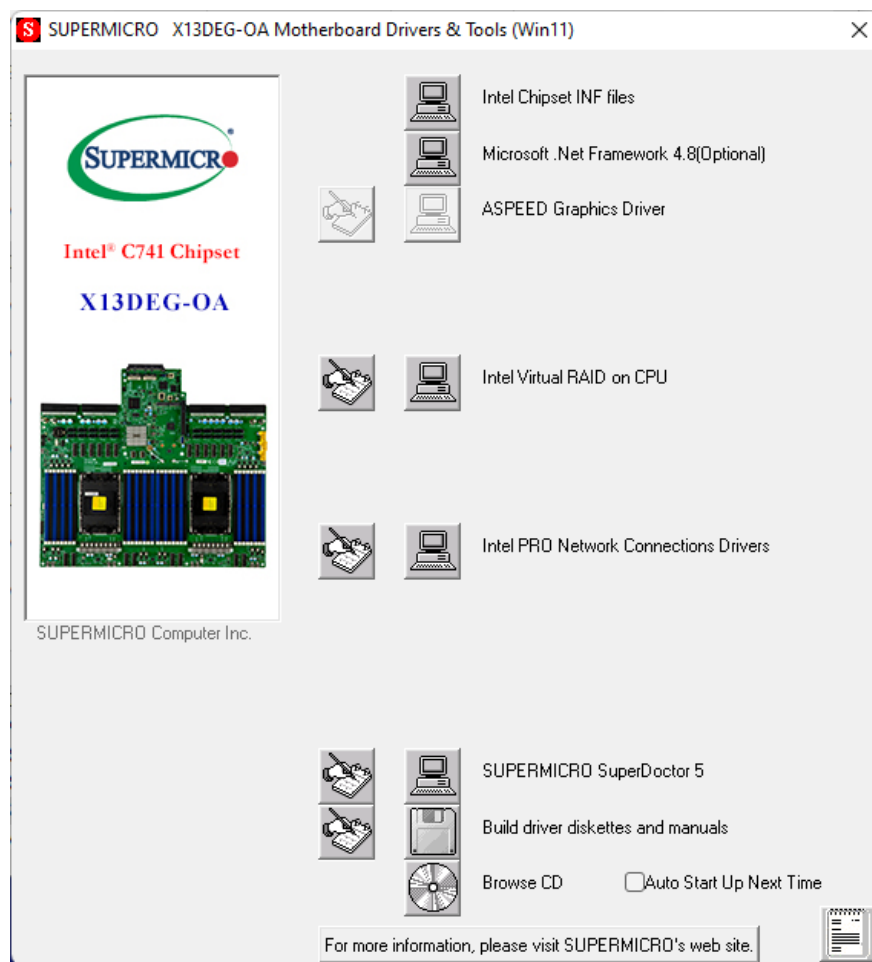 S SUPERMICRO X13DEG-OA Motherboard Drivers & Tools (Win11)
SUPERMICRO
Intel® C741 Chipset
X13DEG-OA
SUPERMICRO Computer Inc.
Intel Chipset INF files
Microsoft .Net Framework 4.8(Optional)
ASPEED Graphics Driver
Intel Virtual RAID on CPU
Intel PRO Network Connections Drivers
SUPERMICRO SuperDoctor 5
Build driver diskettes and manuals
Browse CD
Auto Start Up Next Time
For more information, please visit SUPERMICRO's web site.